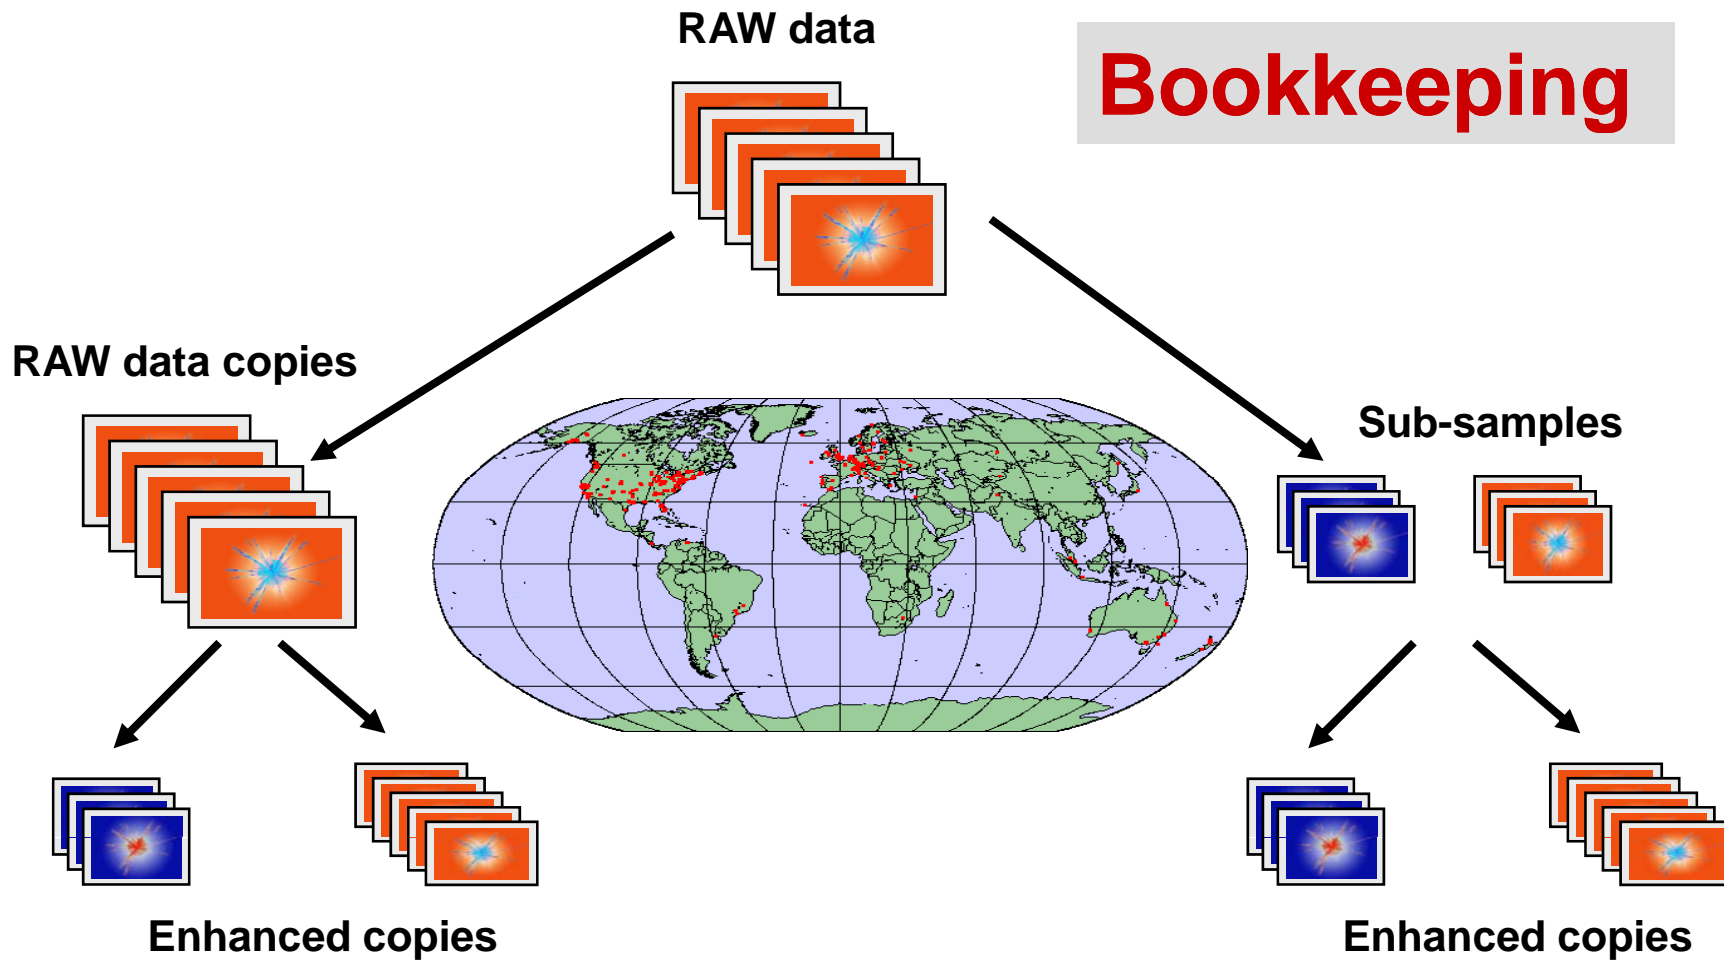 RAW data
Bookkeeping
RAW data copies
Sub-samples
Enhanced copies
Enhanced copies